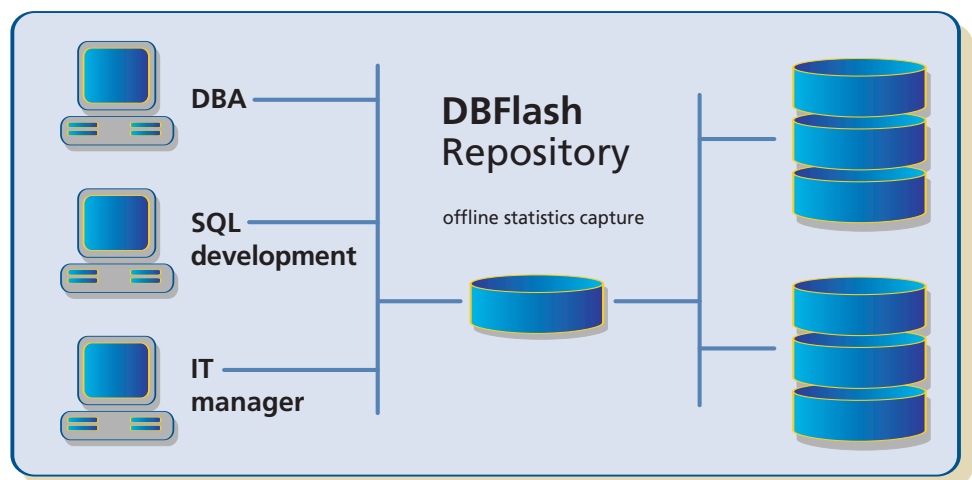 DBA
SQL
development
IT
manager
DBFlash
Repository
offline statistics capture